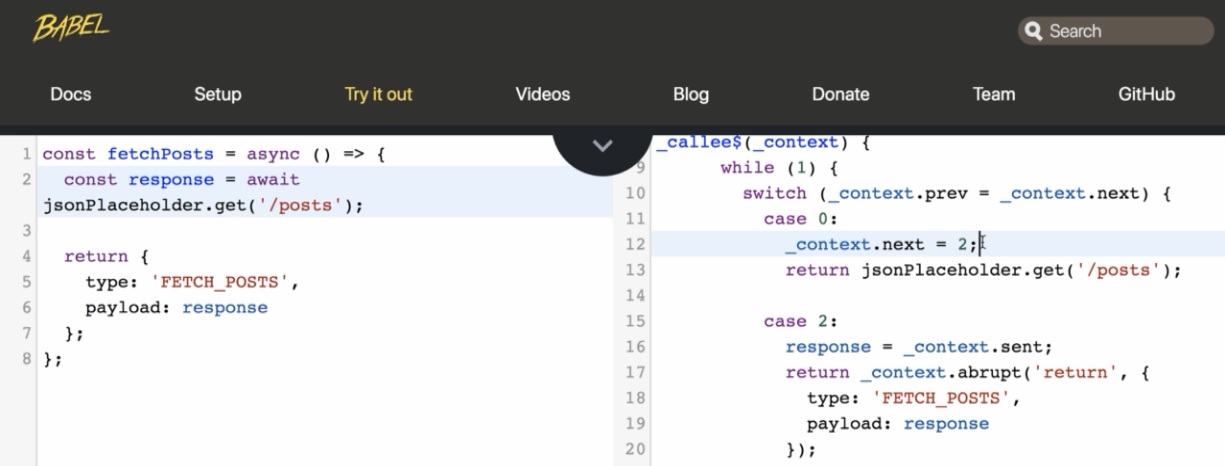 BABEL
Search
Docs Setup Try it out Videos Blog Donate Team GitHub
1 const fetchPosts = async () => {
2 const response = await
jsonPlaceholder.get('/posts');
3
4 return {
5 type: 'FETCH_POSTS',
6 payload: response
7 };
8 };
_callee$(_context) {
9 while (1) {
10 switch (_context.prev = _context.next) {
11 case 0:
12 _context.next = 2;
13 return jsonPlaceholder.get('/posts');
14
15 case 2:
16 response = _context.sent;
17 return _context.abrupt('return', {
18 type: 'FETCH_POSTS',
19 payload: response
20 });